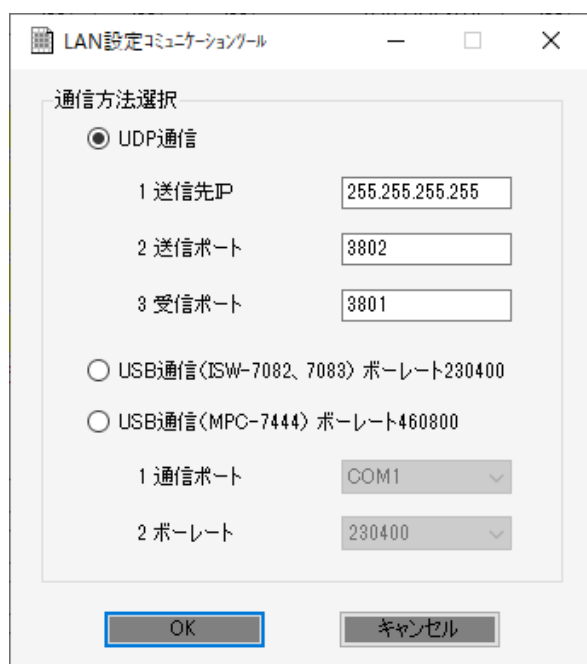 LAN設定ｺﾐｭﾆｹｰｼｮﾝﾂｰﾙ
通信方法選択
UDP通信
1 送信先IP 255.255.255.255
2 送信ポート 3802
3 受信ポート 3801
USB通信(ISW-7082、7083) ボーレート230400
USB通信(MPC-7444) ボーレート460800
1 通信ポート COM1
2 ボーレート 230400
OK キャンセル